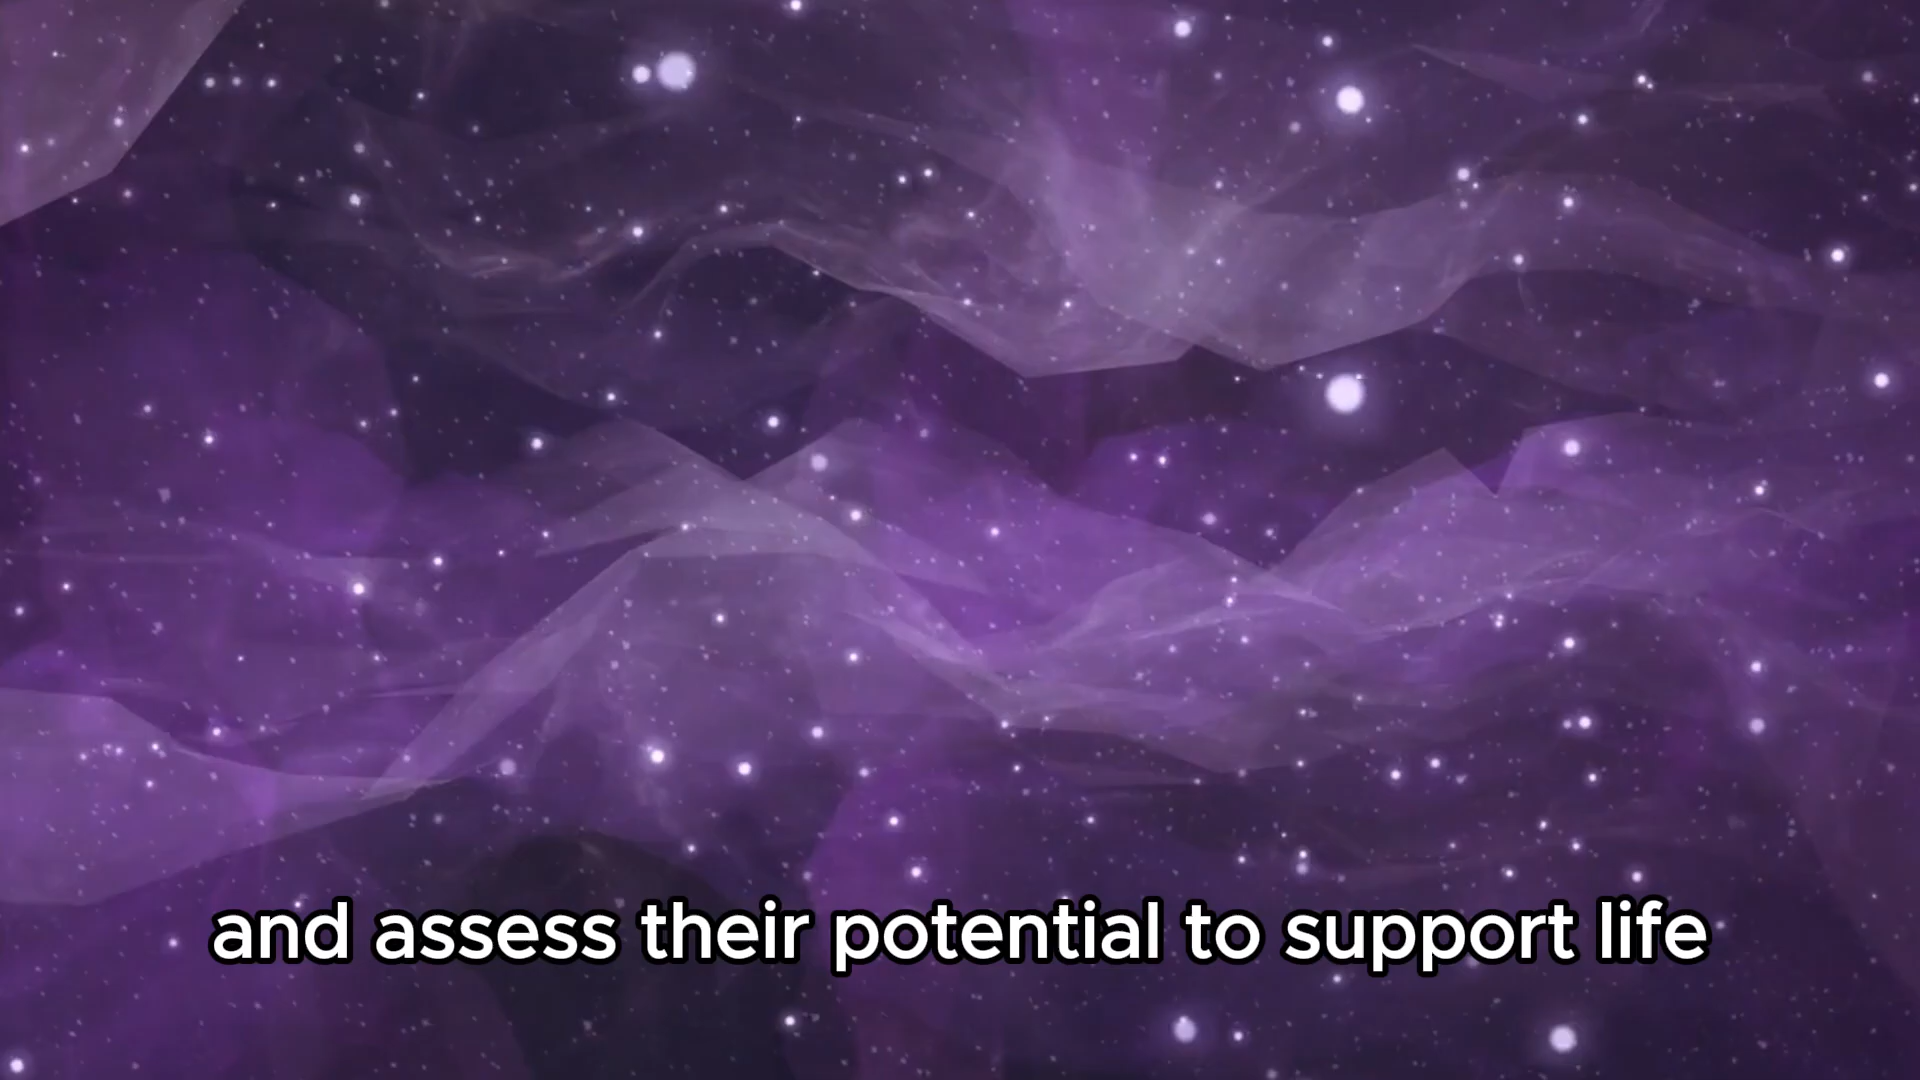 and assess their potential to support life